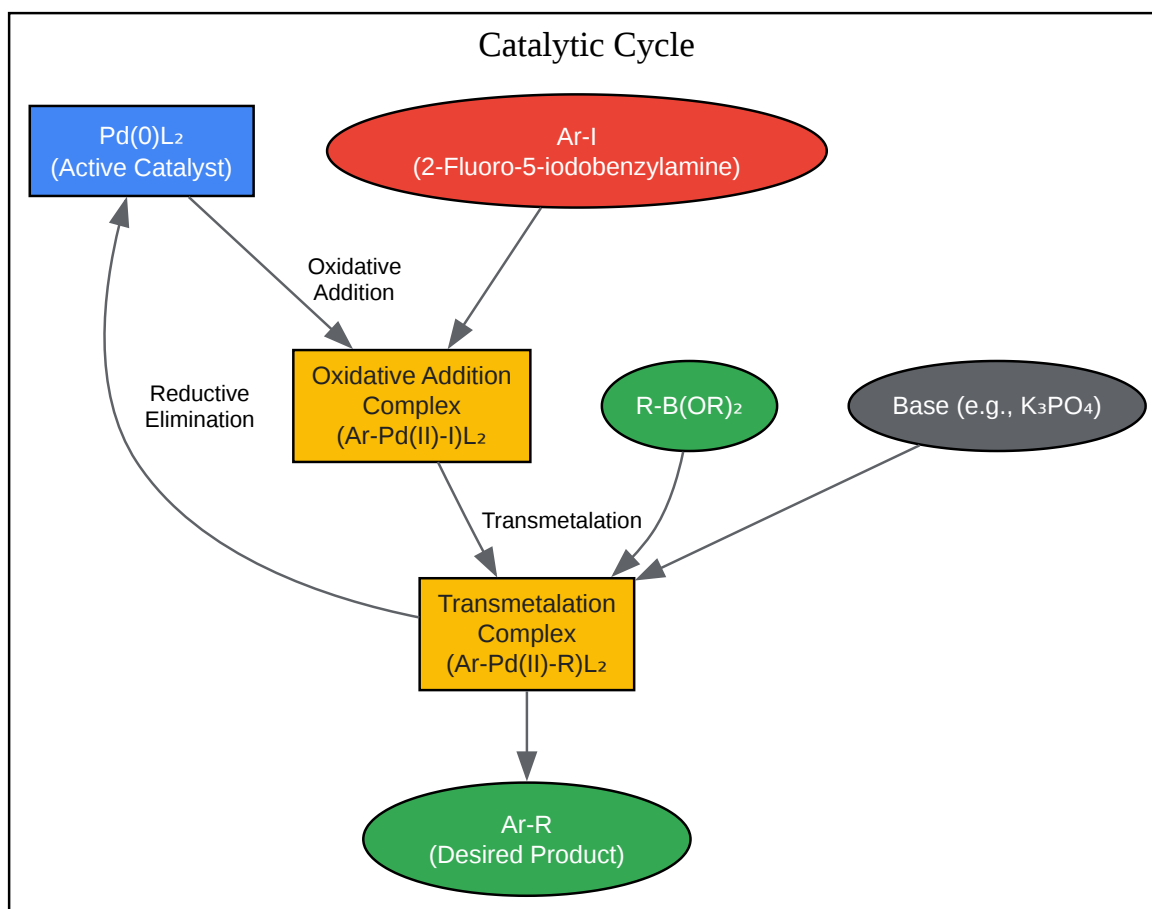 Catalytic Cycle
Pd(0)L₂
(Active Catalyst)
Ar-I
(2-Fluoro-5-iodobenzylamine)
Oxidative
Addition
Oxidative Addition
Complex
(Ar-Pd(II)-I)L₂
Reductive
Elimination
R-B(OR)₂
Base (e.g., K₃PO₄)
Transmetalation
Transmetalation
Complex
(Ar-Pd(II)-R)L₂
Ar-R
(Desired Product)